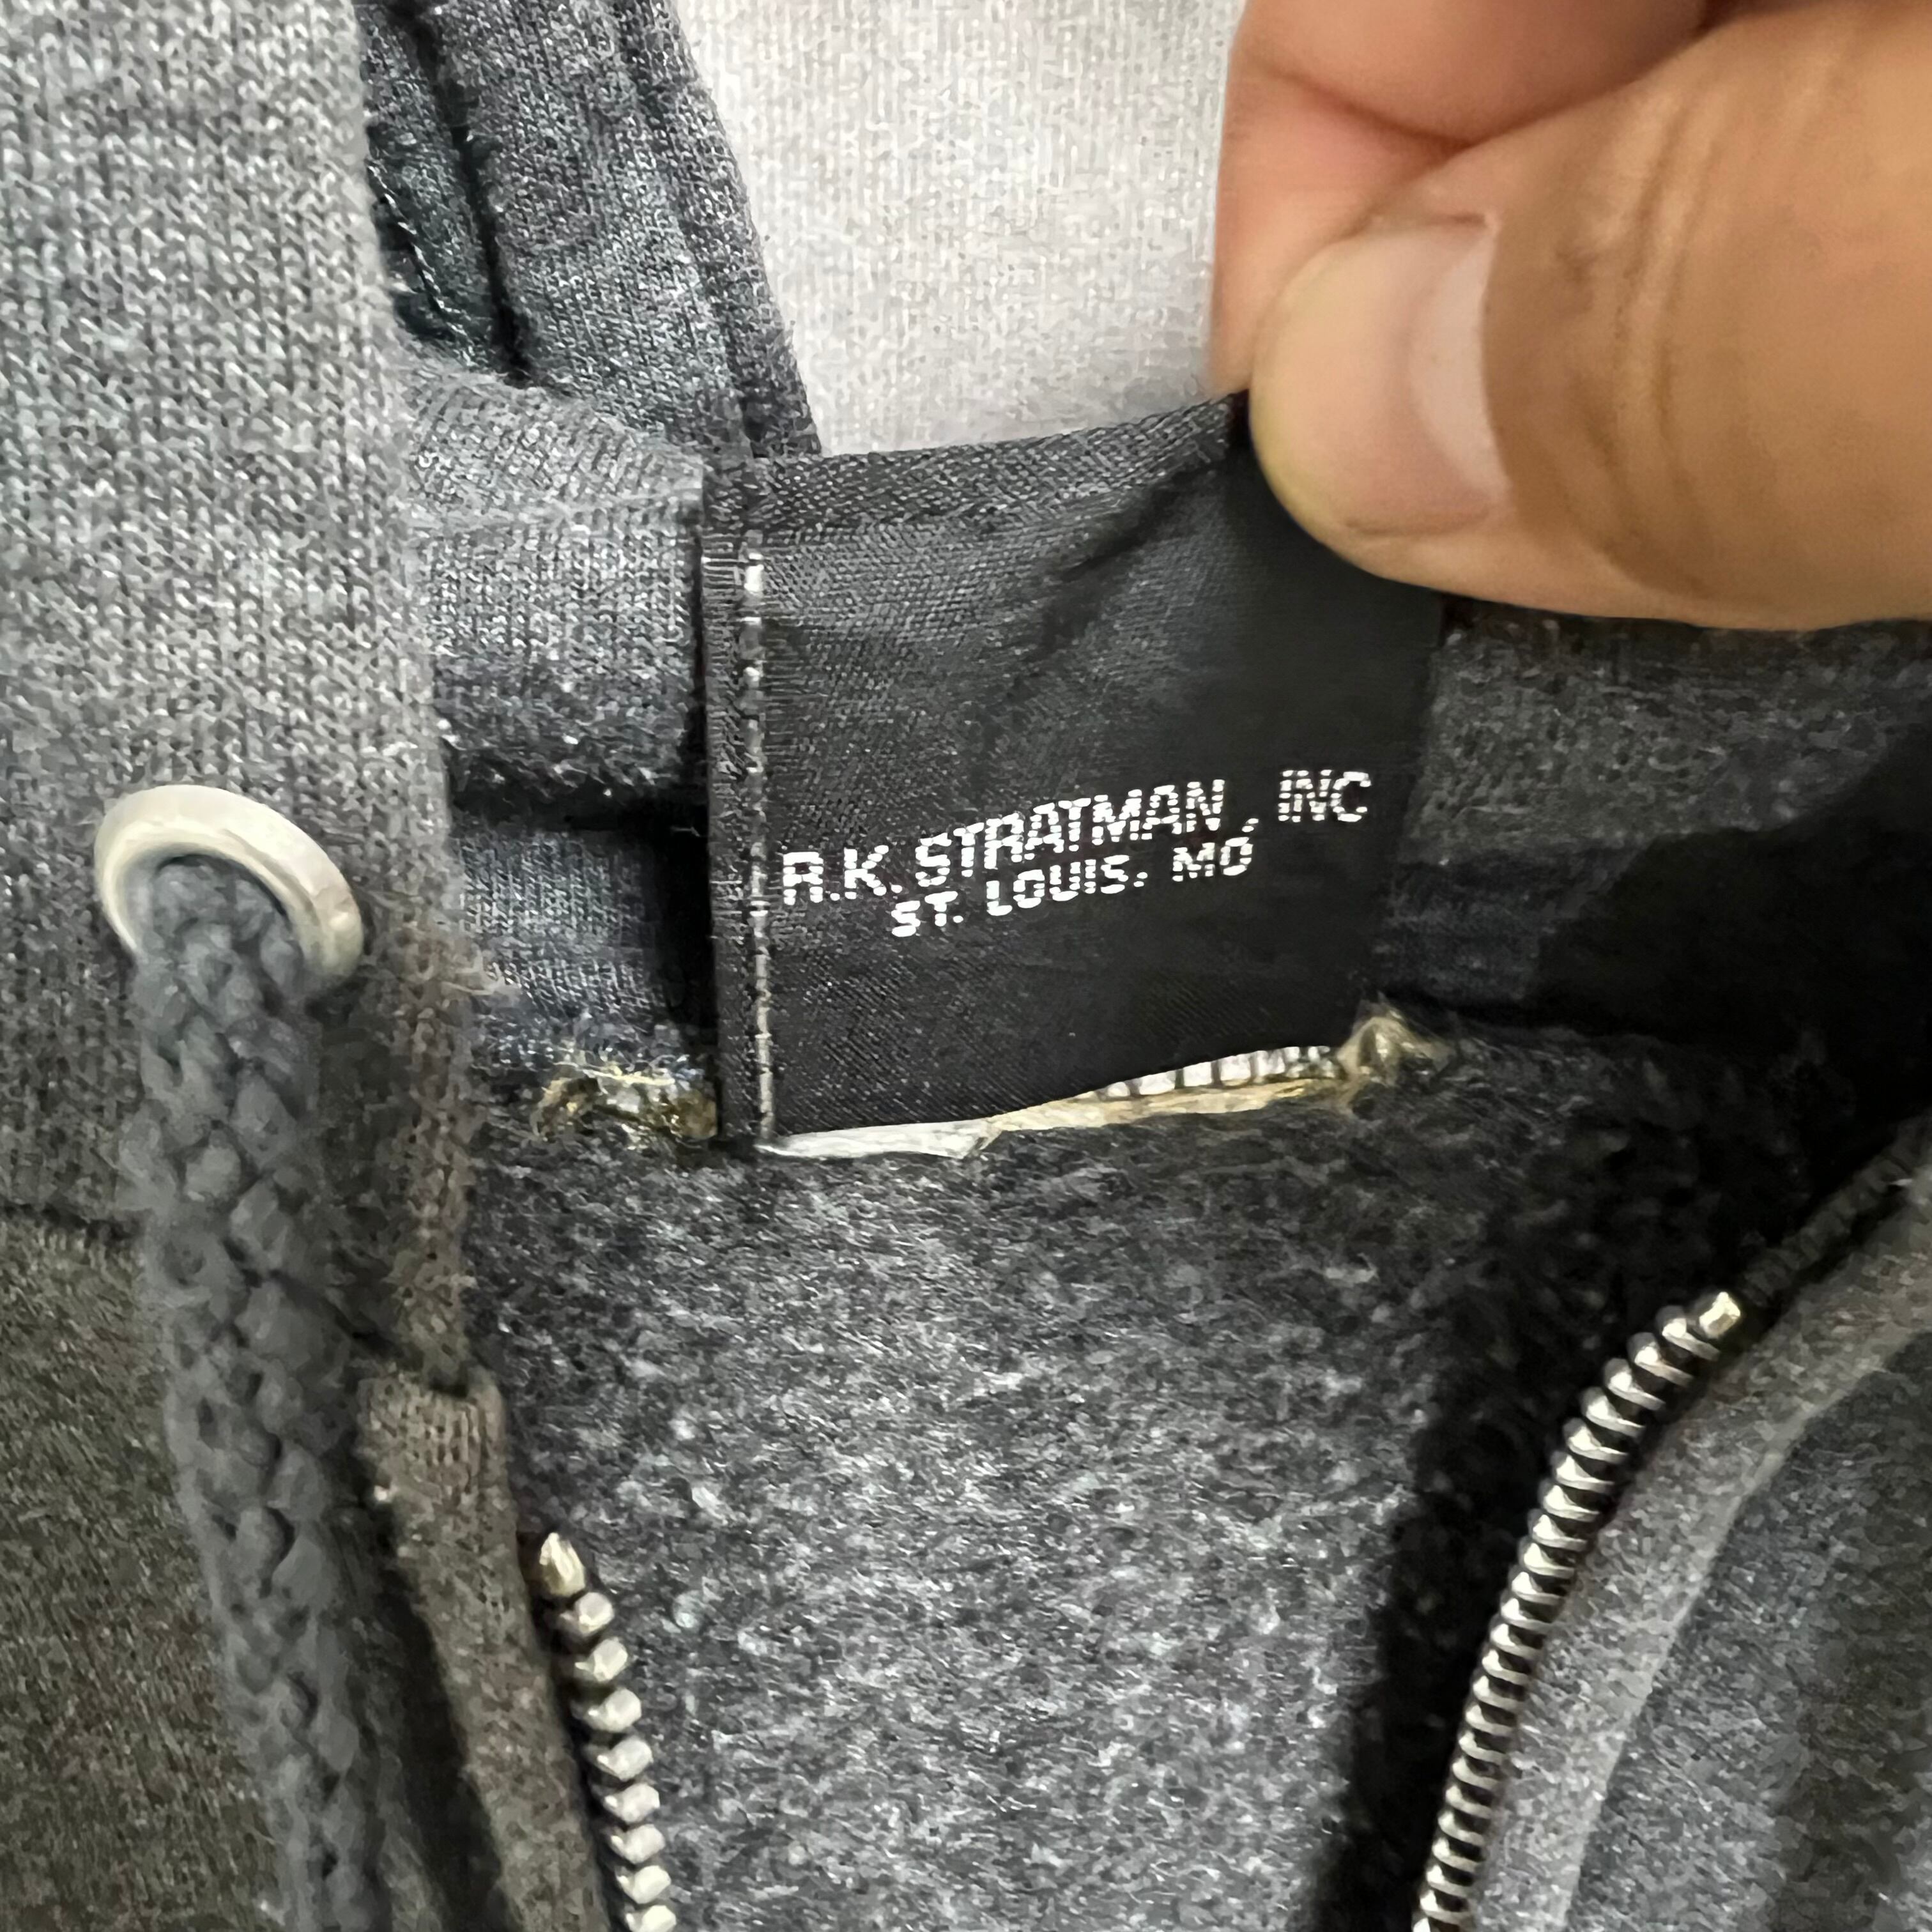 R.K. STRATMAN, INC
ST. LOUIS, MO